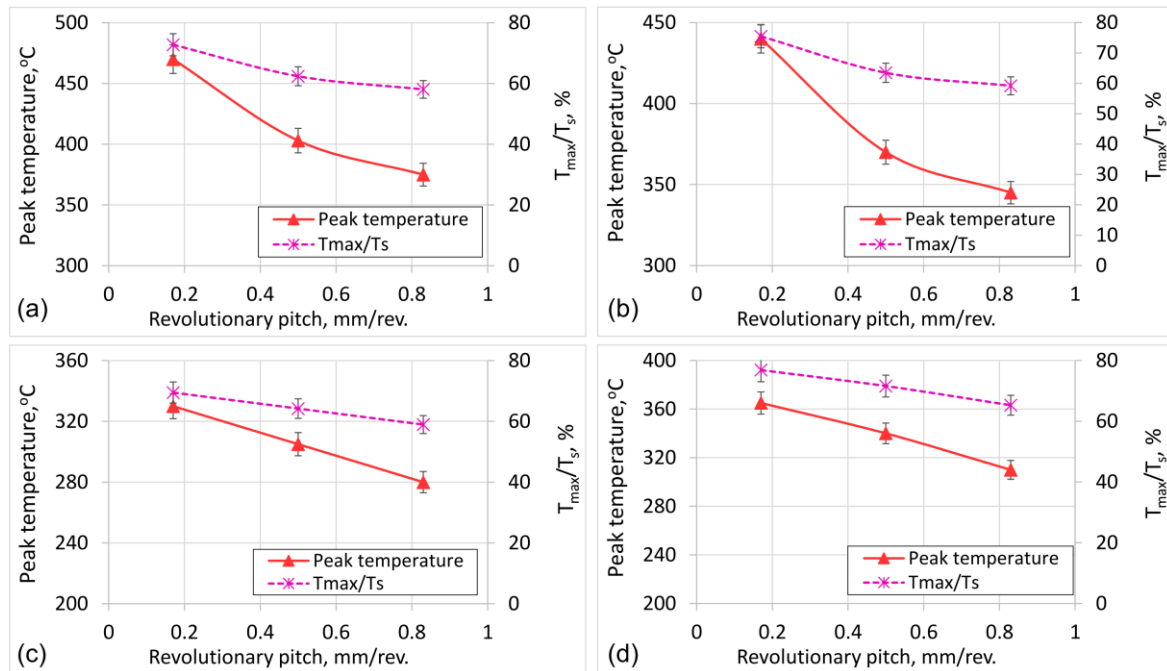 500
450
400
350
300
Peak temperature,ºC
80
60
40
20
0
Tmax/Ts, %
Peak temperature
Tmax/Ts
0 0.2 0.4 0.6 0.8 1
(a) Revolutionary pitch, mm/rev.
450
400
350
300
Peak temperature,ºC
80
70
60
50
40
30
20
10
0
Tmax/Ts, %
Peak temperature
Tmax/Ts
0 0.2 0.4 0.6 0.8 1
(b) Revolutionary pitch, mm/rev.
360
320
280
240
200
Peak temperature,ºC
80
60
40
20
0
Tmax/Ts, %
Peak temperature
Tmax/Ts
0 0.2 0.4 0.6 0.8 1
(c) Revolutionary pitch, mm/rev.
400
360
320
280
240
200
Peak temperature,ºC
80
60
40
20
0
Tmax/Ts, %
Peak temperature
Tmax/Ts
0 0.2 0.4 0.6 0.8 1
(d) Revolutionary pitch, mm/rev.